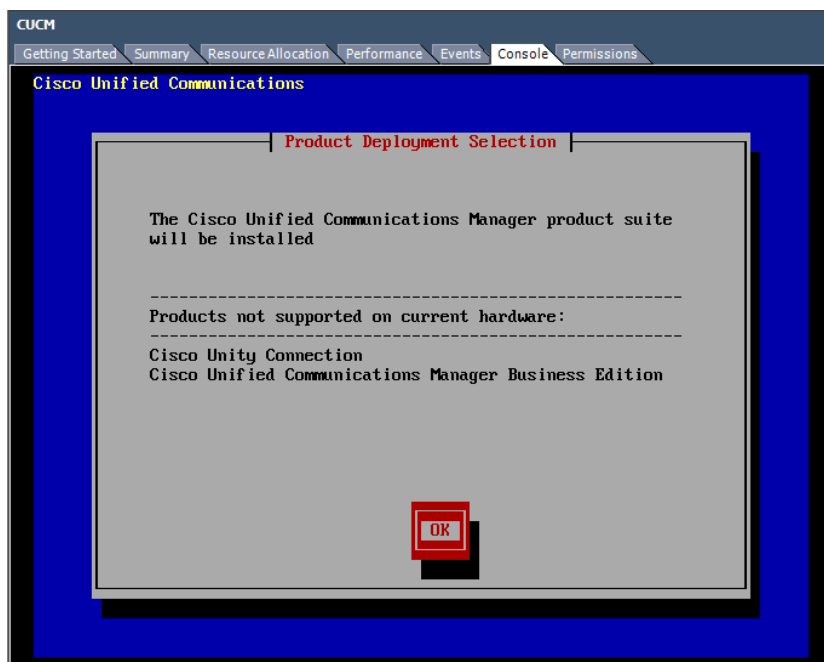 CUCM
Getting Started Summary Resource Allocation Performance Events Console Permissions
Cisco Unified Communications
Product Deployment Selection
The Cisco Unified Communications Manager product suite
will be installed
-------------------------------------------------------
Products not supported on current hardware:
-------------------------------------------------------
Cisco Unity Connection
Cisco Unified Communications Manager Business Edition
OK